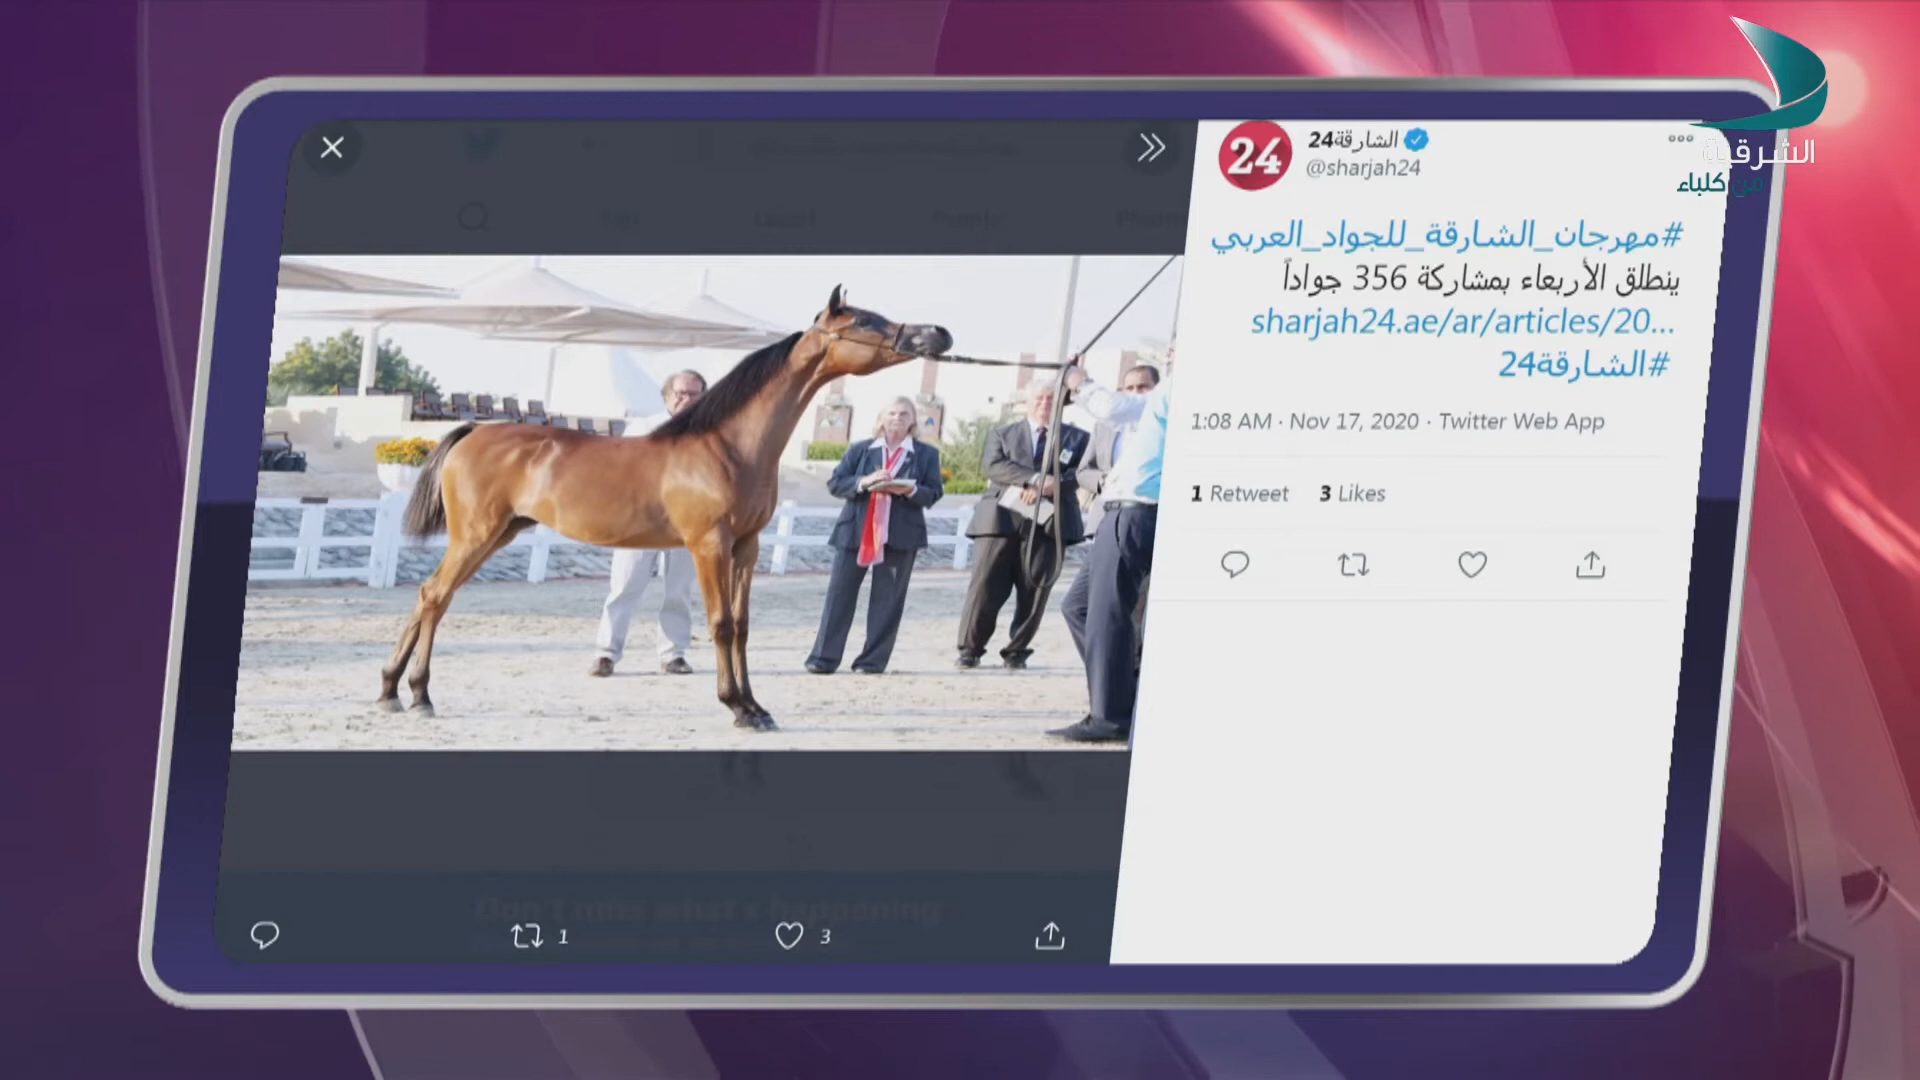 الشرقية
من كلباء
24
الشارقة24
@sharjah24
#مهرجان_الشارقة_للجواد_العربي
ينطلق الأربعاء بمشاركة 356 جواداً
sharjah24.ae/ar/articles/20...
#الشارقة24
1:08 AM · Nov 17, 2020 · Twitter Web App
1 Retweet 3 Likes
1 3